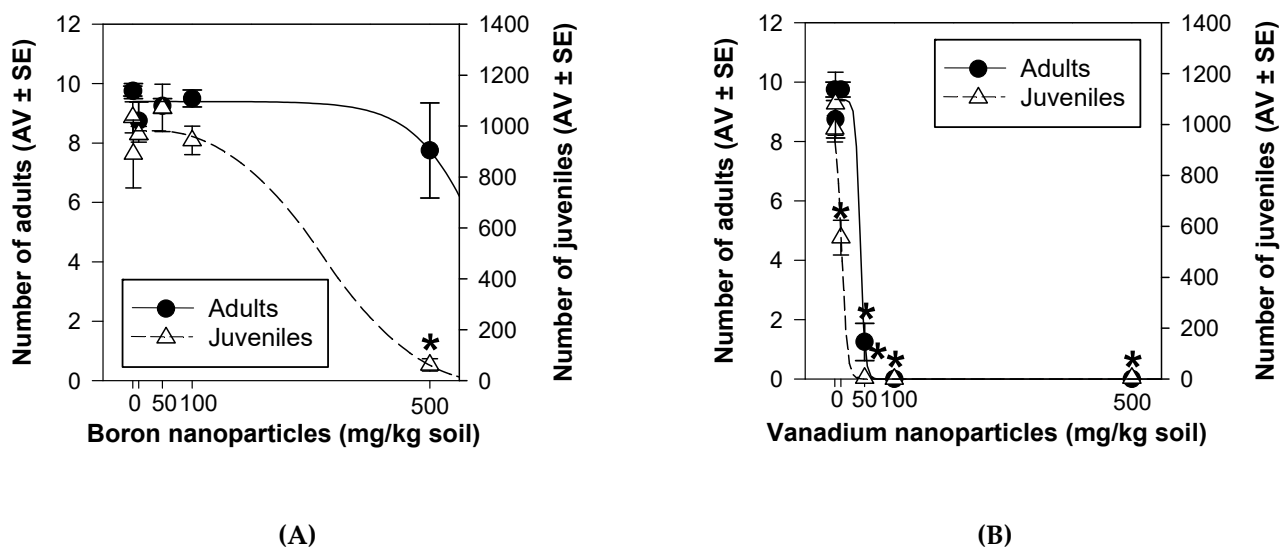 12
10
8
6
4
2
0
Number of adults (AV ± SE)
1400
1200
1000
800
600
400
200
0
Number of juveniles (AV ± SE)
Adults
Juveniles
*
0 50 100 500
Boron nanoparticles (mg/kg soil)
(A)
12
10
8
6
4
2
0
Number of adults (AV ± SE)
1400
1200
1000
800
600
400
200
0
Number of juveniles (AV ± SE)
Adults
Juveniles
*
*
*
*
*
0 50 100 500
Vanadium nanoparticles (mg/kg soil)
(B)